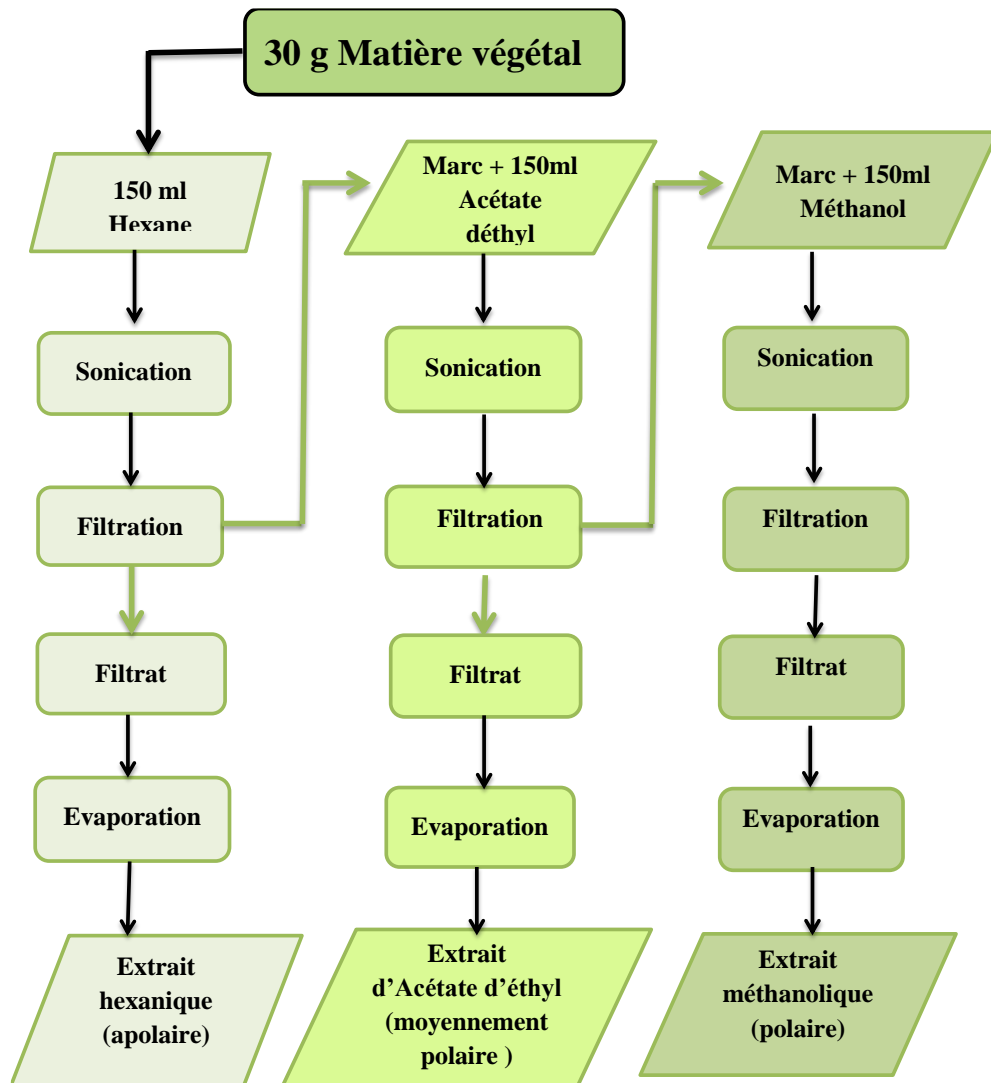 30 g Matière végétal
150 ml
Hexane
Sonication
Filtration
Filtrat
Evaporation
Extrait
hexanique
(apolaire)
Marc + 150ml
Acétate
déthyl
Sonication
Filtration
Filtrat
Evaporation
Extrait
d’Acétate d’éthyl
(moyennement
polaire )
Marc + 150ml
Méthanol
Sonication
Filtration
Filtrat
Evaporation
Extrait
méthanolique
(polaire)